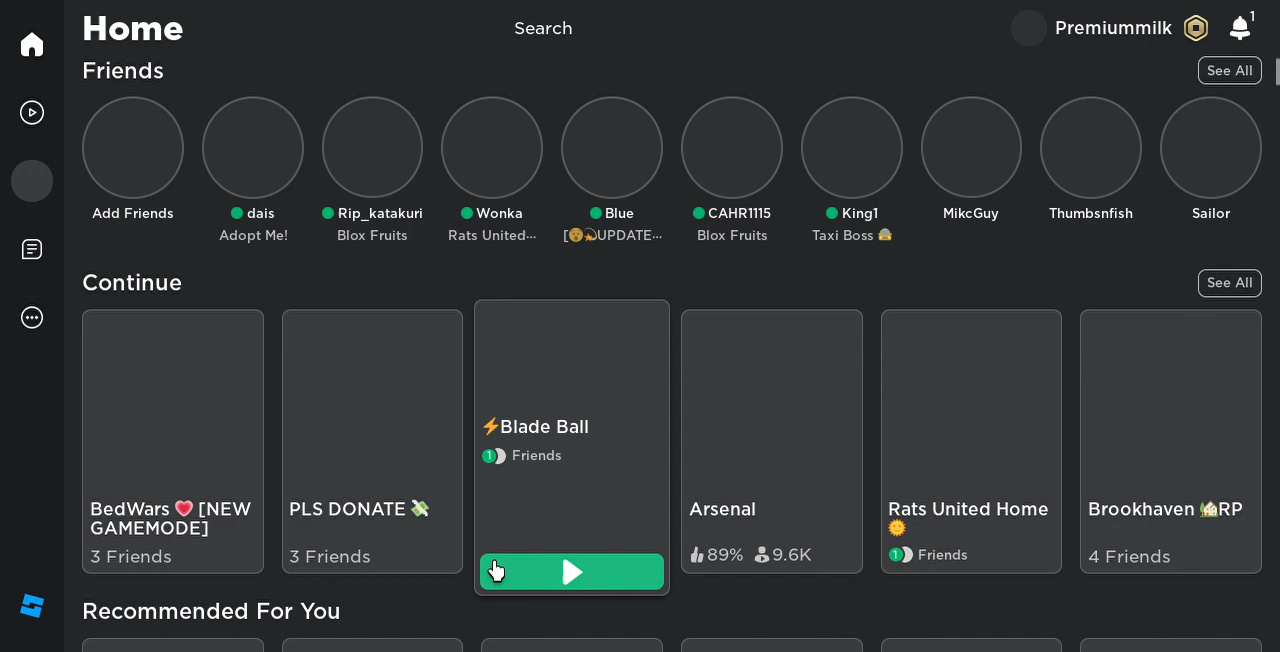 Home
Search
Premiummilk
1
Friends
See All
Add Friends
dais
Rip_katakuri
Wonka
Blue
CAHR1115
King1
MikcGuy
Thumbsnfish
Sailor
Adopt Me!
Blox Fruits
Rats United...
[😯💫UPDATE...
Blox Fruits
Taxi Boss 🚖
Continue
See All
BedWars 💗 [NEW
GAMEMODE]
3 Friends
PLS DONATE 💸
3 Friends
⚡Blade Ball
1 Friends
Arsenal
89% 9.6K
Rats United Home
🌞
1 Friends
Brookhaven 🏡RP
4 Friends
Recommended For You